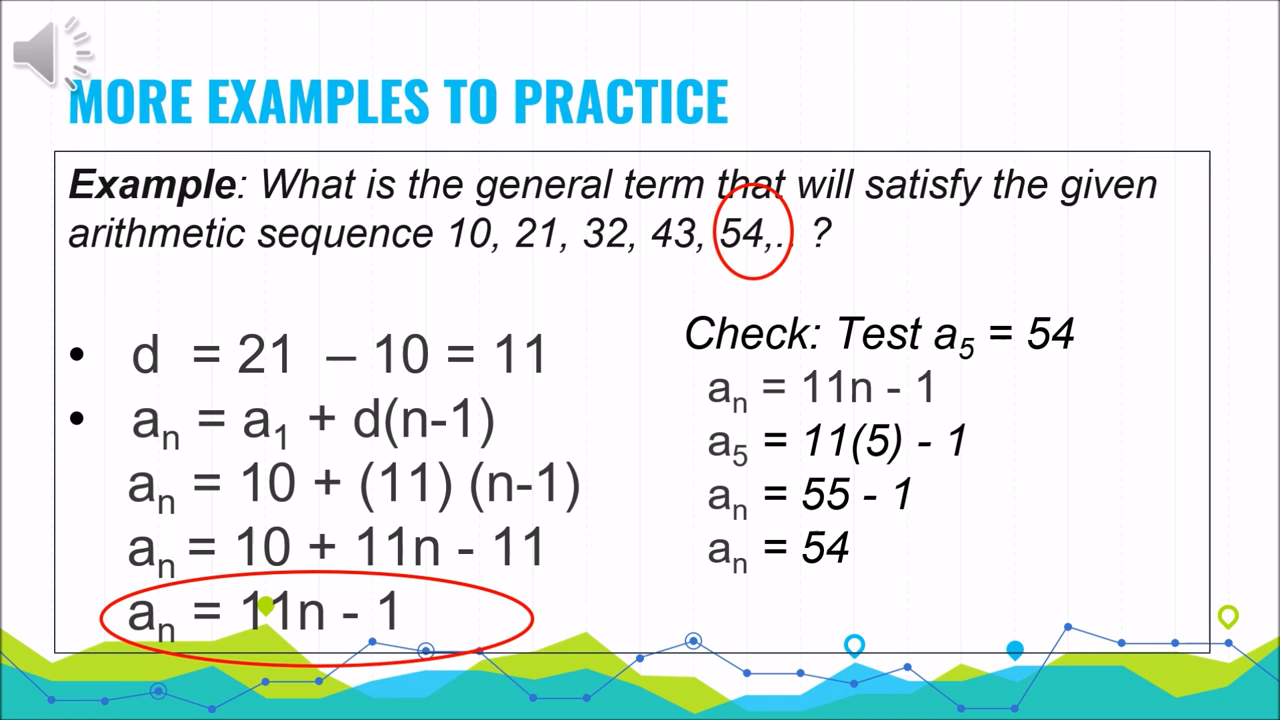 MORE EXAMPLES TO PRACTICE
Example: What is the general term that will satisfy the given
arithmetic sequence 10, 21, 32, 43, 54,.. ?
• d = 21 – 10 = 11
• aₙ = a₁ + d(n-1)
aₙ = 10 + (11) (n-1)
aₙ = 10 + 11n - 11
aₙ = 11n - 1
Check: Test a₅ = 54
aₙ = 11n - 1
a₅ = 11(5) - 1
aₙ = 55 - 1
aₙ = 54